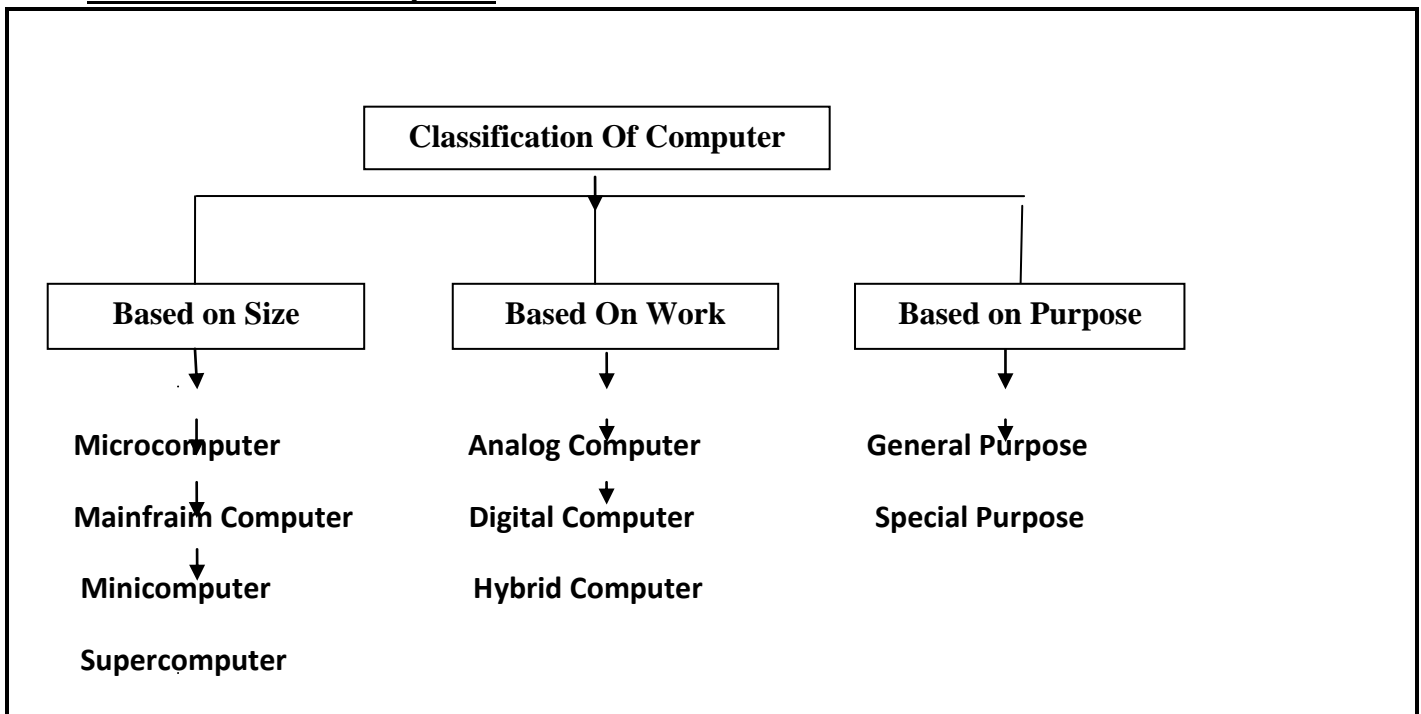 Classification Of Computer
Based on Size
Based On Work
Based on Purpose
Microcomputer
Analog Computer
General Purpose
Mainfraim Computer
Digital Computer
Special Purpose
Minicomputer
Hybrid Computer
Supercomputer